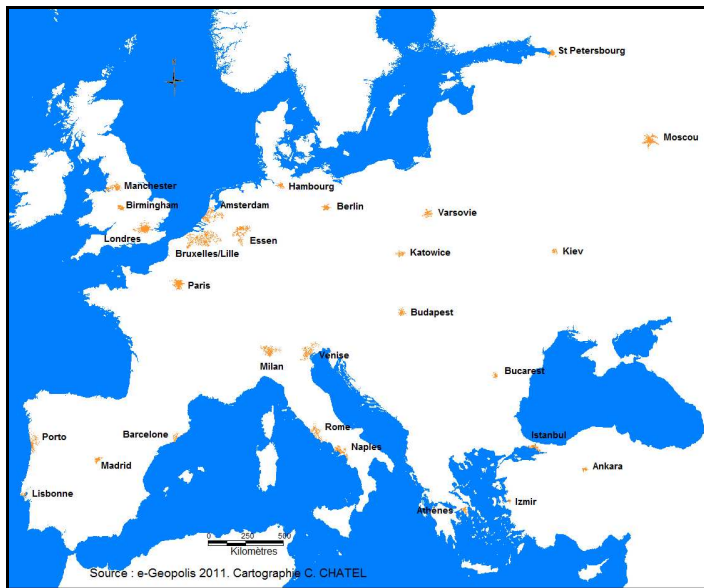 St Petersbourg
Moscou
Manchester
Hambourg
Birmingham
Amsterdam
Berlin
Varsovie
Londres
Essen
Bruxelles/Lille
Katowice
Kiev
Paris
Budapest
Venise
Milan
Bucarest
Porto
Barcelone
Rome
Istanbul
Naples
Madrid
Ankara
Lisbonne
Izmir
Athènes
0 250 500
Kilomètres
Source : e-Geopolis 2011. Cartographie C. CHATEL